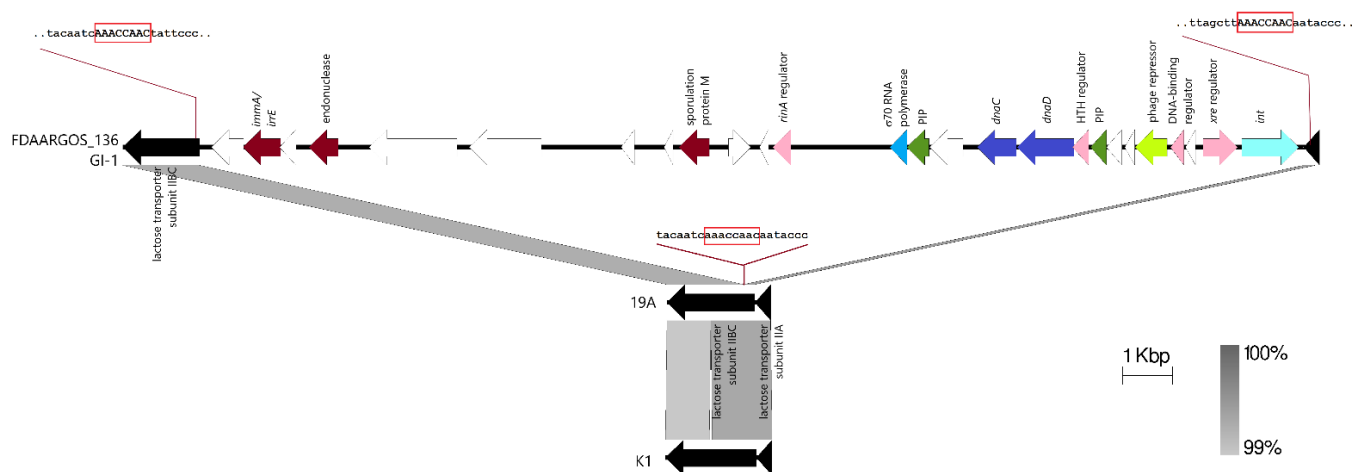 ..tacaatcAAACCAACtattccc..
..ttagcttAAACCAACaataccc..
FDAARGOS_136
GI-1
lactose transporter
subunit IIBC
immA/
irrE
endonuclease
sporulation
protein M
rinA regulator
σ70 RNA
polymerase
PIP
dnaC
dnaD
HTH regulator
PIP
phage repressor
DNA-binding
regulator
xre regulator
int
tacaatcaaaccaacaataccc
19A
lactose transporter
subunit IIBC
lactose transporter
subunit IIA
K1
1 Kbp
100%
99%